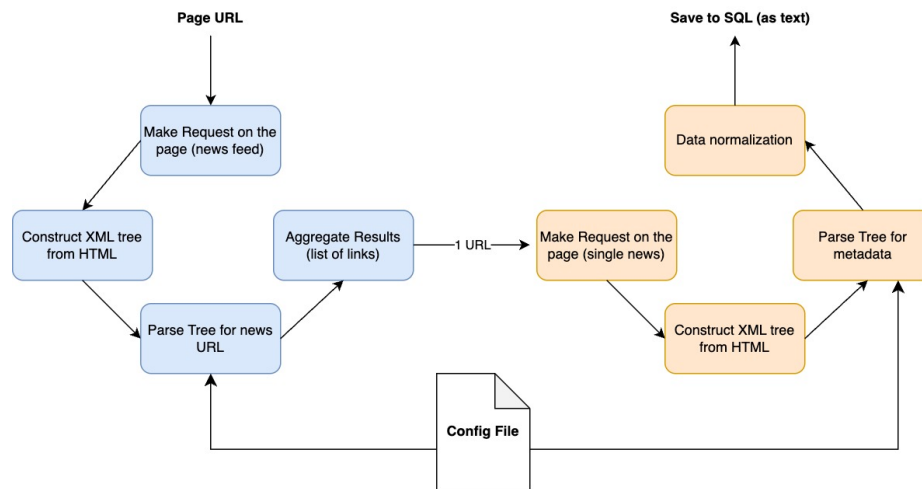 Page URL
Make Request on the
page (news feed)
Construct XML tree
from HTML
Parse Tree for news
URL
Aggregate Results
(list of links)
1 URL
Make Request on the
page (single news)
Construct XML tree
from HTML
Parse Tree for
metadata
Data normalization
Save to SQL (as text)
Config File